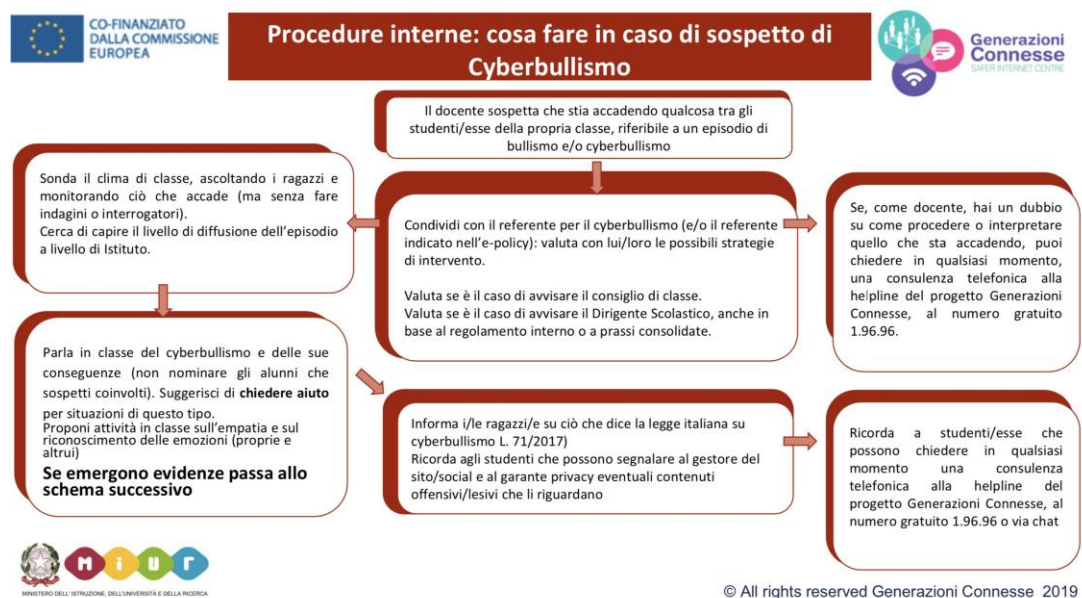 CO-FINANZIATO
DALLA COMMISSIONE
EUROPEA
Procedure interne: cosa fare in caso di sospetto di
Cyberbullismo
Generazioni
Connesse
SAFER INTERNET CENTRE
Il docente sospetta che stia accadendo qualcosa tra gli
studenti/esse della propria classe, riferibile a un episodio di
bullismo e/o cyberbullismo
Sonda il clima di classe, ascoltando i ragazzi e
monitorando ciò che accade (ma senza fare
indagini o interrogatori).
Cerca di capire il livello di diffusione dell'episodio
a livello di Istituto.
Condividi con il referente per il cyberbullismo (e/o il referente
indicato nell'e-policy): valuta con lui/loro le possibili strategie
di intervento.
Valuta se è il caso di avvisare il consiglio di classe.
Valuta se è il caso di avvisare il Dirigente Scolastico, anche in
base al regolamento interno o a prassi consolidate.
Se, come docente, hai un dubbio
su come procedere o interpretare
quello che sta accadendo, puoi
chiedere in qualsiasi momento,
una consulenza telefonica alla
helpline del progetto Generazioni
Connesse, al numero gratuito
1.96.96.
Parla in classe del cyberbullismo e delle sue
conseguenze (non nominare gli alunni che
sospetti coinvolti). Suggerisci di chiedere aiuto
per situazioni di questo tipo.
Proponi attività in classe sull'empatia e sul
riconoscimento delle emozioni (proprie e
altrui)
Se emergono evidenze passa allo
schema successivo
Informa i/le ragazzi/e su ciò che dice la legge italiana su
cyberbullismo L. 71/2017)
Ricorda agli studenti che possono segnalare al gestore del
sito/social e al garante privacy eventuali contenuti
offensivi/lesivi che li riguardano
Ricorda a studenti/esse che
possono chiedere in qualsiasi
momento una consulenza
telefonica alla helpline del
progetto Generazioni Connesse, al
numero gratuito 1.96.96 o via chat
MiUr
MINISTERO DELL' ISTRUZIONE, DELL'UNIVERSITÀ E DELLA RICERCA
© All rights reserved Generazioni Connesse 2019